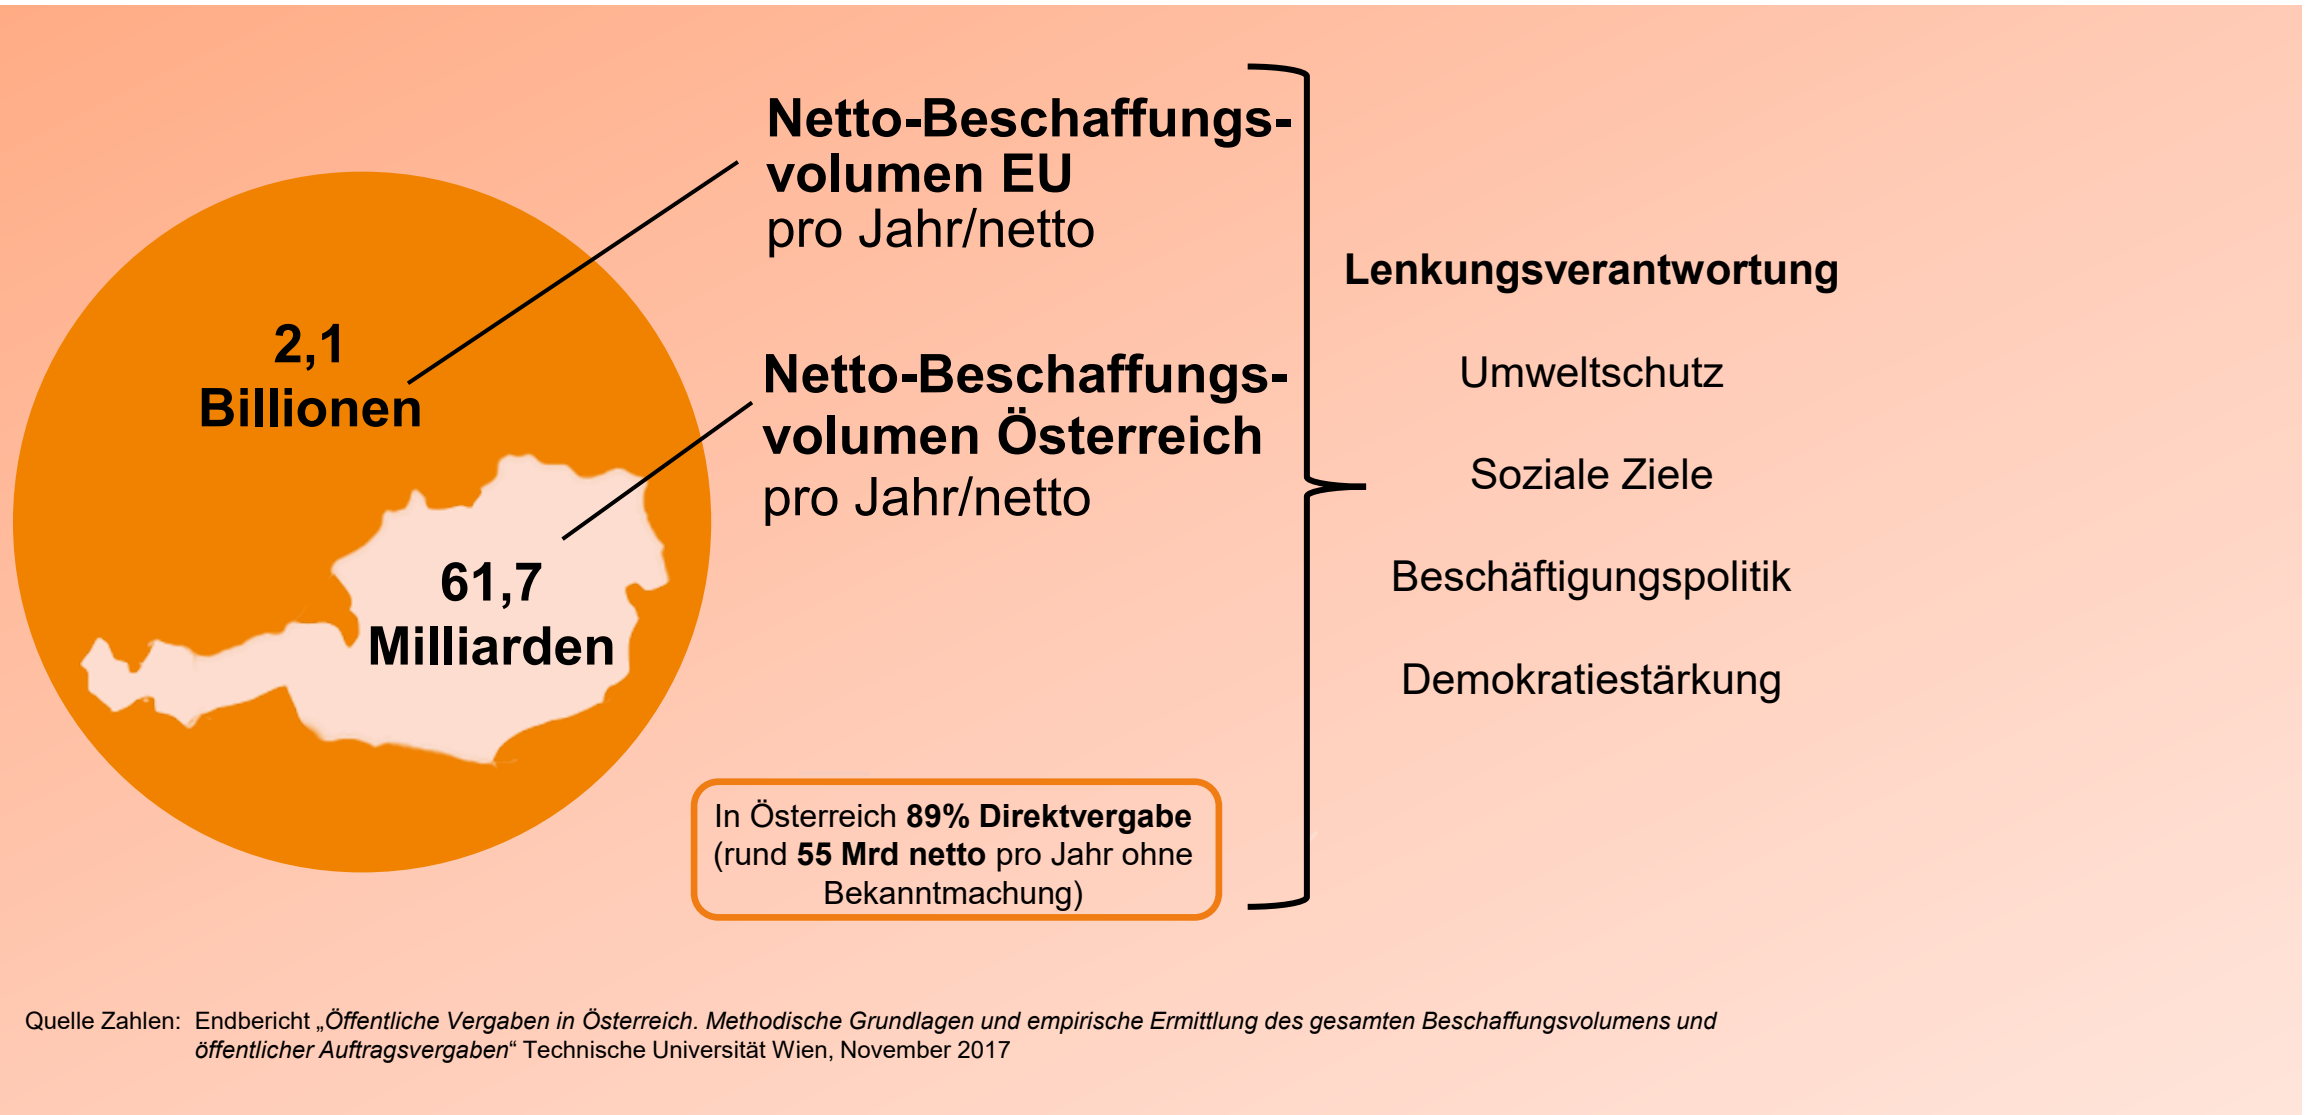 Netto-Beschaffungs-
volumen EU
pro Jahr/netto
2,1
Billionen
Netto-Beschaffungs-
volumen Österreich
pro Jahr/netto
61,7
Milliarden
In Österreich 89% Direktvergabe
(rund 55 Mrd netto pro Jahr ohne
Bekanntmachung)
Lenkungsverantwortung
Umweltschutz
Soziale Ziele
Beschäftigungspolitik
Demokratiestärkung
Quelle Zahlen: Endbericht „Öffentliche Vergaben in Österreich. Methodische Grundlagen und empirische Ermittlung des gesamten Beschaffungsvolumens und
öffentlicher Auftragsvergaben“ Technische Universität Wien, November 2017